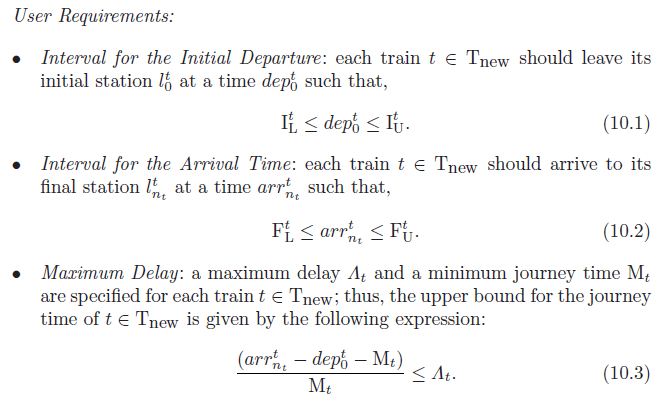 User Requirements:
• Interval for the Initial Departure: each train t ∈ T_new should leave its
initial station l_0^t at a time dep_0^t such that,
I_L^t ≤ dep_0^t ≤ I_U^t. (10.1)
• Interval for the Arrival Time: each train t ∈ T_new should arrive to its
final station l_{n_t}^t at a time arr_{n_t}^t such that,
F_L^t ≤ arr_{n_t}^t ≤ F_U^t. (10.2)
• Maximum Delay: a maximum delay Λ_t and a minimum journey time M_t
are specified for each train t ∈ T_new; thus, the upper bound for the journey
time of t ∈ T_new is given by the following expression:
(arr_{n_t}^t − dep_0^t − M_t)
/ M_t ≤ Λ_t. (10.3)